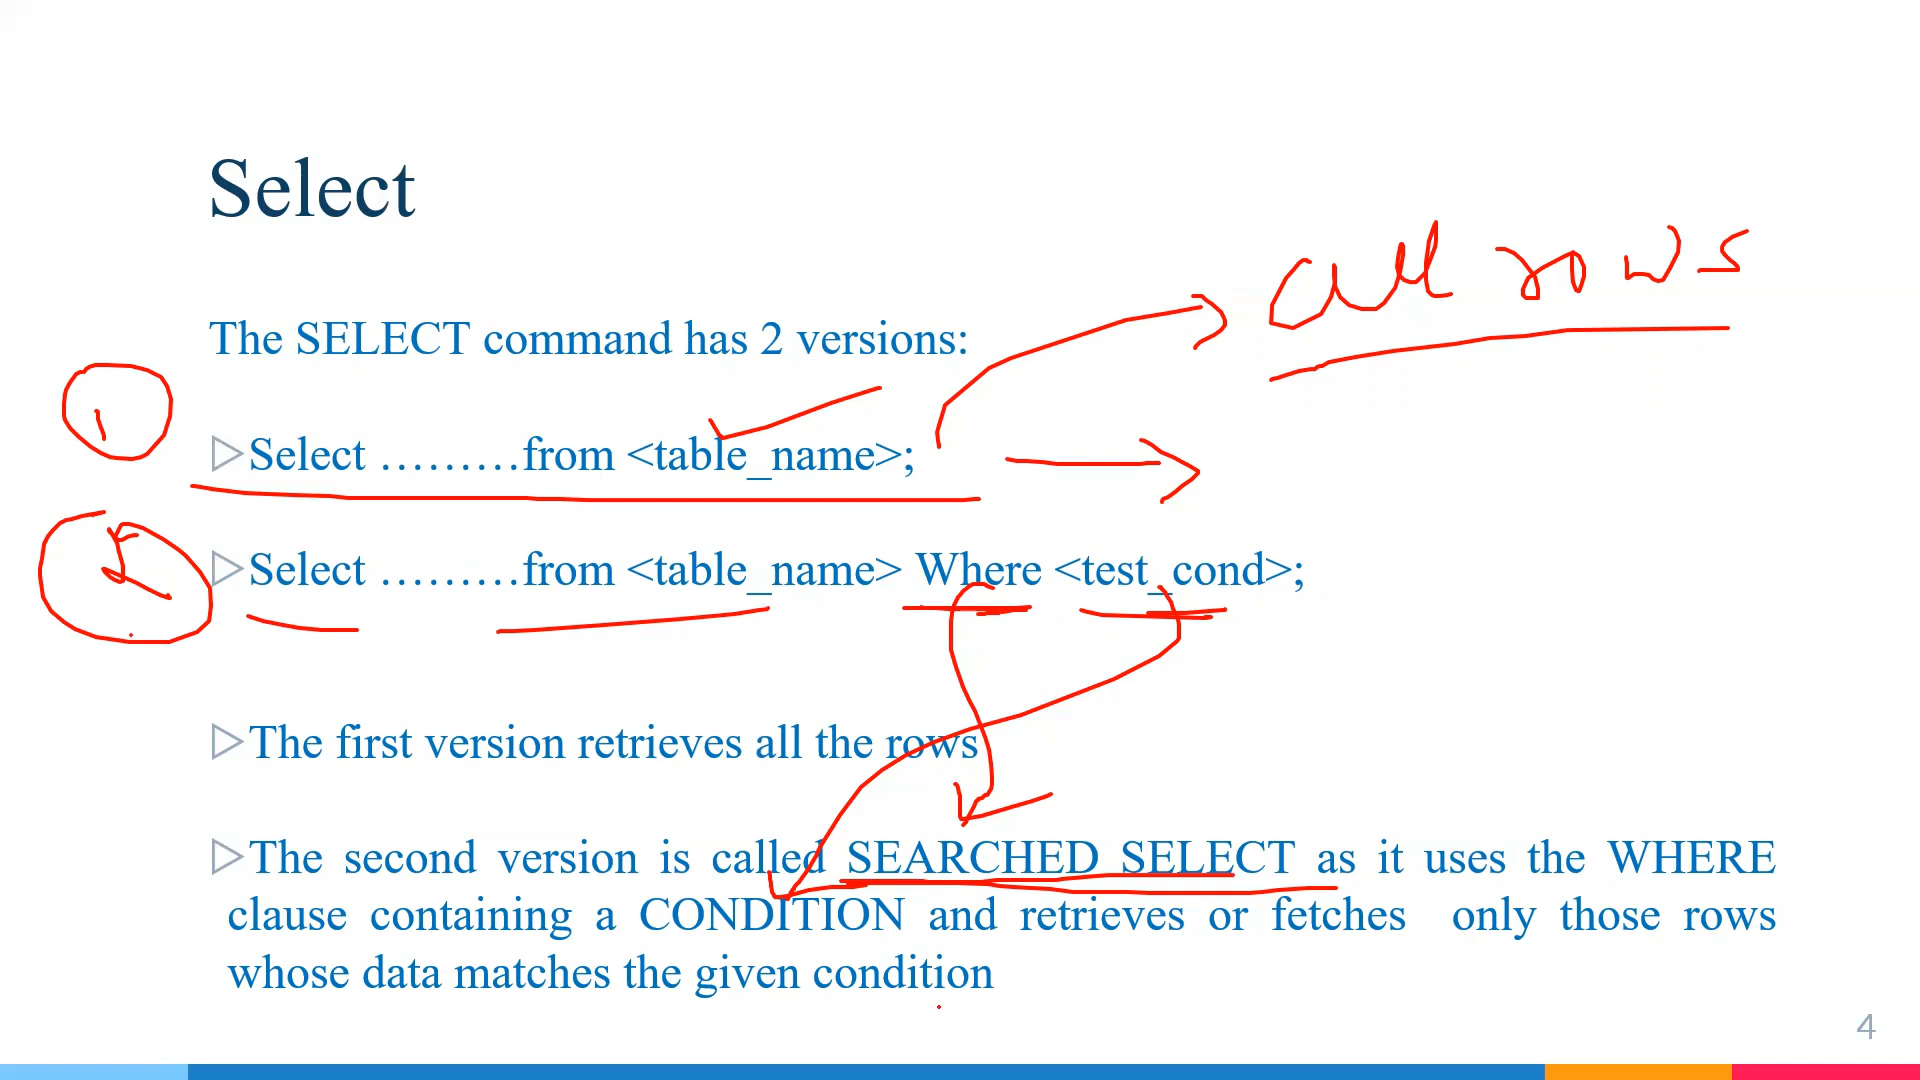 Select
all rows
The SELECT command has 2 versions:
1
▷Select ………from <table_name>;
2
▷Select ………from <table_name> Where <test_cond>;
▷The first version retrieves all the rows
▷The second version is called SEARCHED SELECT as it uses the WHERE
clause containing a CONDITION and retrieves or fetches only those rows
whose data matches the given condition
4